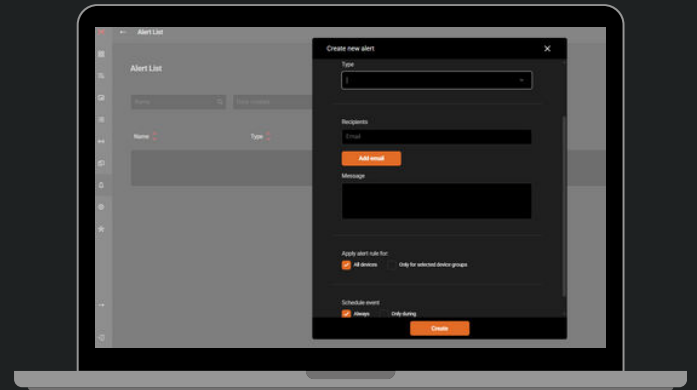 ← Alert List
Create new alert
Alert List
Type
Name
Recipients
Email
Name
Type
Add email
Message
Apply alert rule for:
All devices
Only for selected device groups
Schedule event
Always
Only during
Create